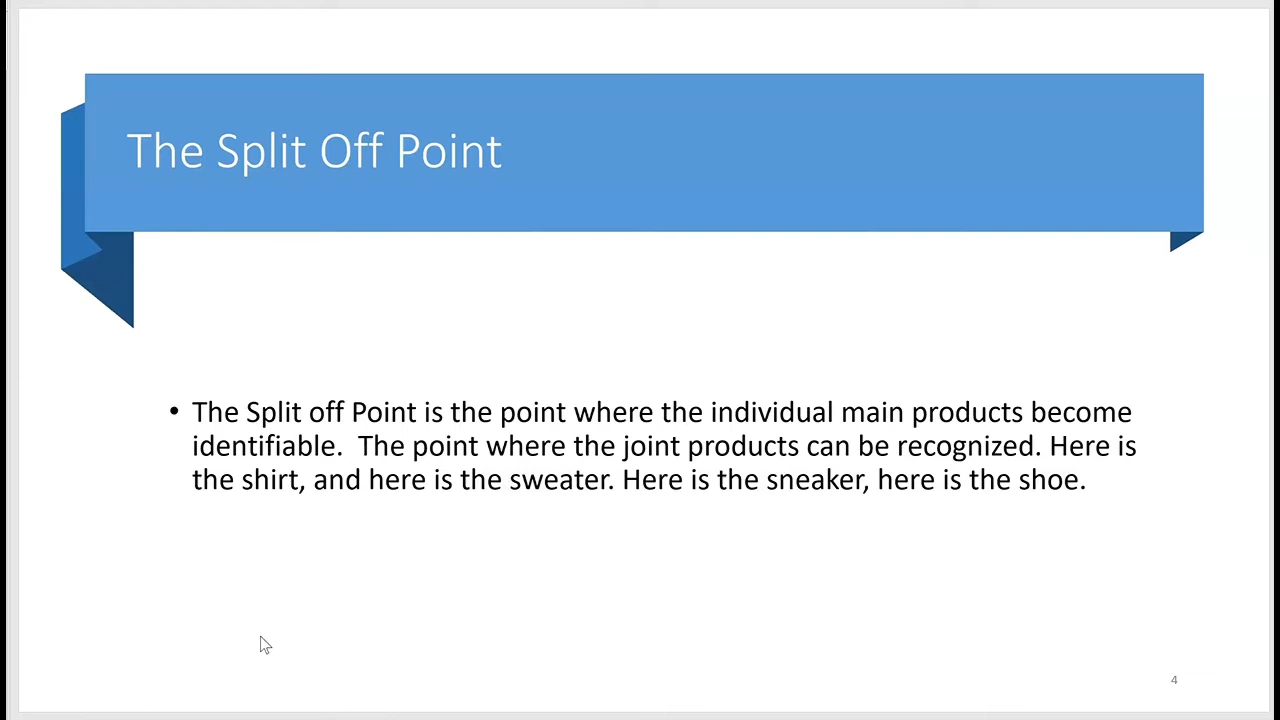 The Split Off Point
• The Split off Point is the point where the individual main products become
identifiable.  The point where the joint products can be recognized. Here is
the shirt, and here is the sweater. Here is the sneaker, here is the shoe.
4